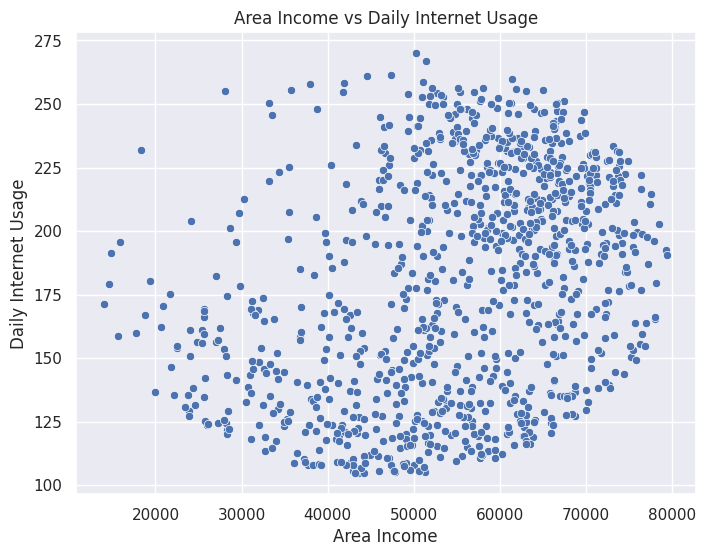 Area Income vs Daily Internet Usage
275
250
225
200
175
150
125
100
Daily Internet Usage
20000 30000 40000 50000 60000 70000 80000
Area Income